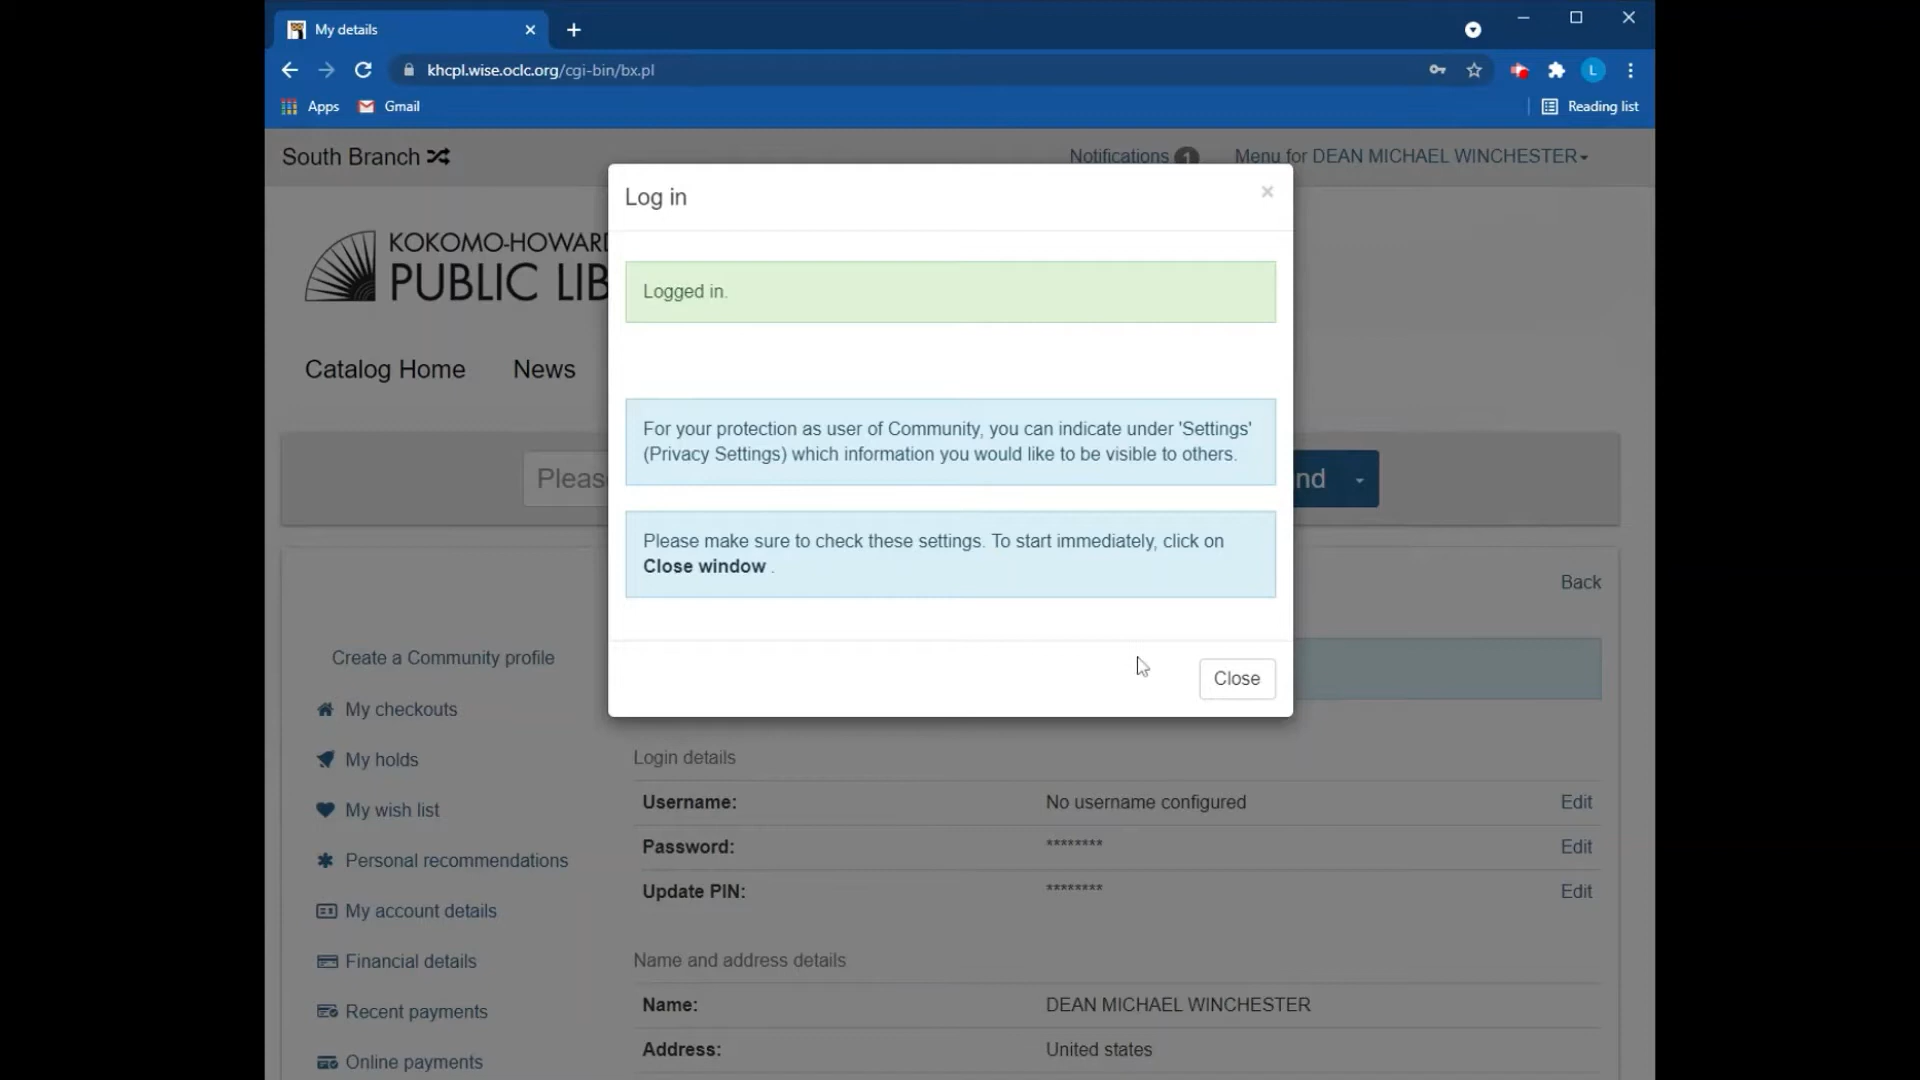 My details
khcpl.wise.oclc.org/cgi-bin/bx.pl
L
Apps
Gmail
Reading list
South Branch
Notifications 1
Menu for DEAN MICHAEL WINCHESTER
Log in
×
KOKOMO-HOWARD
PUBLIC LIB
Logged in.
Catalog Home
News
For your protection as user of Community, you can indicate under 'Settings'
(Privacy Settings) which information you would like to be visible to others.
Pleas
nd
Please make sure to check these settings. To start immediately, click on
Close window .
Back
Close
Create a Community profile
My checkouts
My holds
My wish list
Personal recommendations
My account details
Financial details
Recent payments
Online payments
Login details
Username: No username configured Edit
Password: ******** Edit
Update PIN: ******** Edit
Name and address details
Name: DEAN MICHAEL WINCHESTER
Address: United states